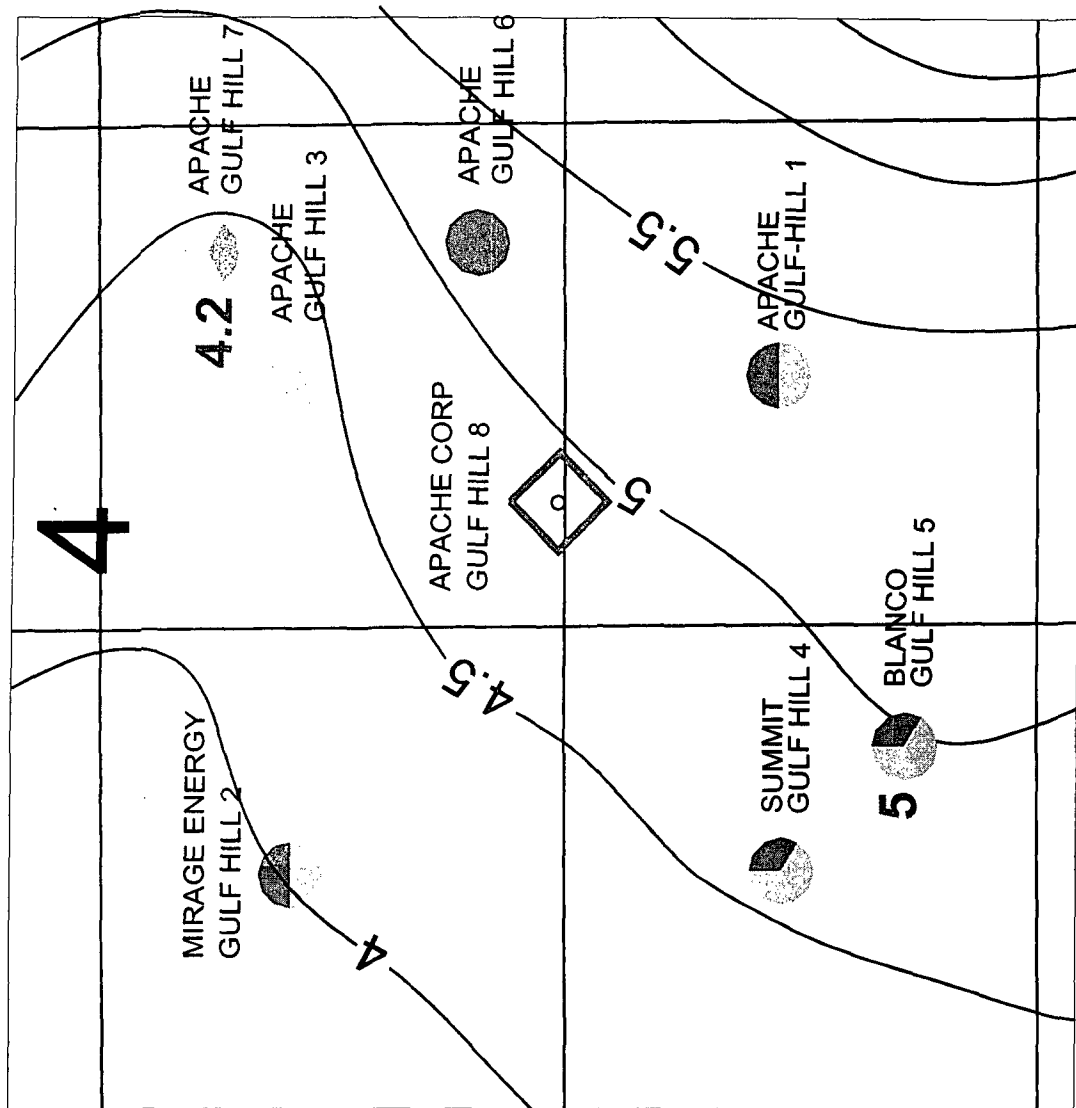 4
APACHE
GULF HILL 7
4.2
APACHE
GULF HILL 3
APACHE
GULF HILL 6
MIRAGE ENERGY
GULF HILL 2
4
4.5
APACHE CORP
GULF HILL 8
5
5.5
APACHE
GULF-HILL 1
SUMMIT
GULF HILL 4
BLANCO
GULF HILL 5
5